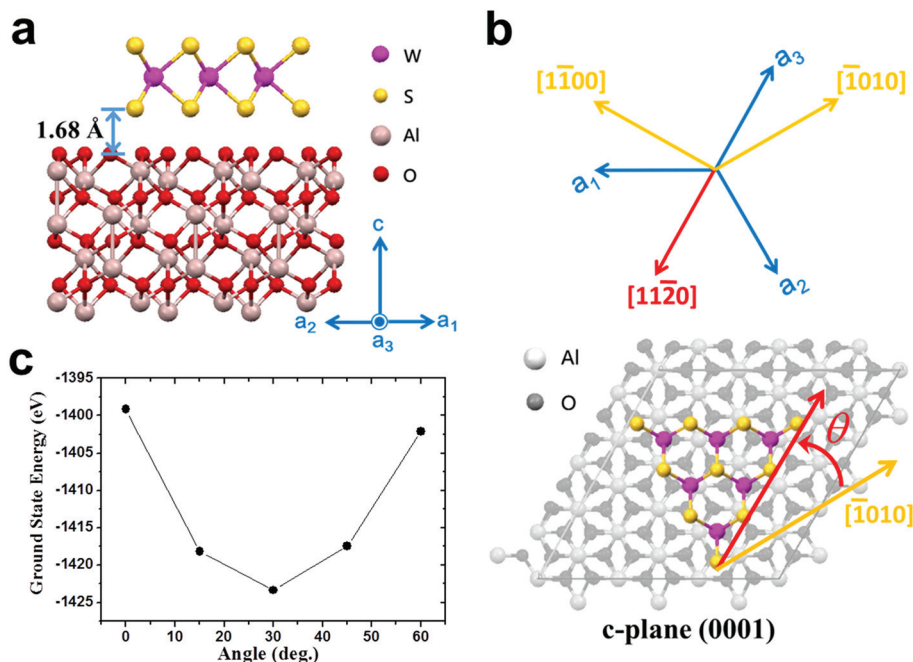 a
W
S
Al
O
1.68 Å
c
a₂
a₃
a₁
b
a₃
[11̅00]
[1̅010]
a₁
[112̅0]
a₂
Al
O
θ
[1̅010]
c-plane (0001)
c
Ground State Energy (eV)
-1395
-1400
-1405
-1410
-1415
-1420
-1425
0
10
20
30
40
50
60
Angle (deg.)